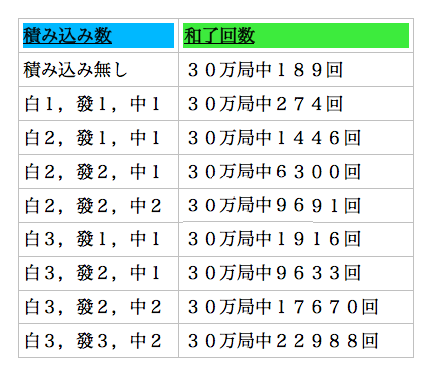 積み込み数 和了回数
積み込み無し ３０万局中１８９回
白１，發１，中１ ３０万局中２７４回
白２，發１，中１ ３０万局中１４４６回
白２，發２，中１ ３０万局中６３００回
白２，發２，中２ ３０万局中９６９１回
白３，發１，中１ ３０万局中１９１６回
白３，發２，中１ ３０万局中９６３３回
白３，發２，中２ ３０万局中１７６７０回
白３，發３，中２ ３０万局中２２９８８回